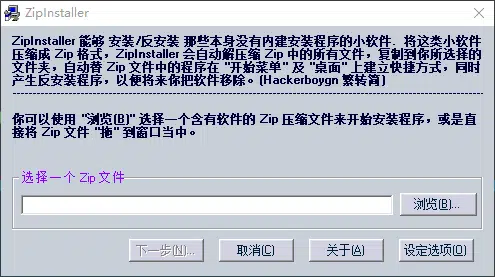 ZipInstaller
ZipInstaller 能够 安装/反安装 那些本身没有内建安装程序的小软件. 将这类小软件
压缩成 Zip 格式，ZipInstaller 会自动解压缩 Zip 中的所有文件，复制到你所选择的
文件夹，自动替 Zip 文件中的程序在 "开始菜单" 及 "桌面" 上建立快捷方式，同时
产生反安装程序，以便将来你把软件移除。(Hackerboygn 繁转简)
你可以使用 "浏览(B)" 选择一个含有软件的 Zip 压缩文件来开始安装程序，或是直
接将 Zip 文件 "拖" 到窗口当中。
选择一个 Zip 文件
浏览(B)...
下一步(N)... 取消(C) 关于(A) 设定选项(O)